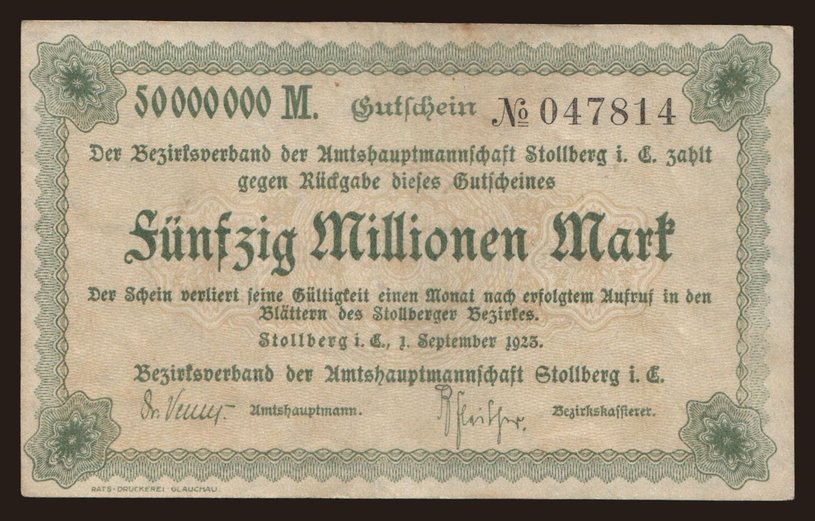 50000000 M. Gutschein № 047814
Der Bezirksverband der Amtshauptmannschaft Stollberg i. E. zahlt
gegen Rückgabe dieses Gutscheines
Fünfzig Millionen Mark
Der Schein verliert seine Gültigkeit einen Monat nach erfolgtem Aufruf in den
Blättern des Stollberger Bezirkes.
Stollberg i. E., 1. September 1923.
Bezirksverband der Amtshauptmannschaft Stollberg i. E.
Amtshauptmann. Bezirkskassierer.
RATS-DRUCKEREI GLAUCHAU.